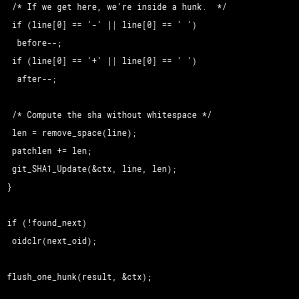 /* If we get here, we're inside a hunk.  */
if (line[0] == '-' || line[0] == ' ')
before--;
if (line[0] == '+' || line[0] == ' ')
after--;
/* Compute the sha without whitespace */
len = remove_space(line);
patchlen += len;
git_SHA1_Update(&ctx, line, len);
}
if (!found_next)
oidclr(next_oid);
flush_one_hunk(result, &ctx);